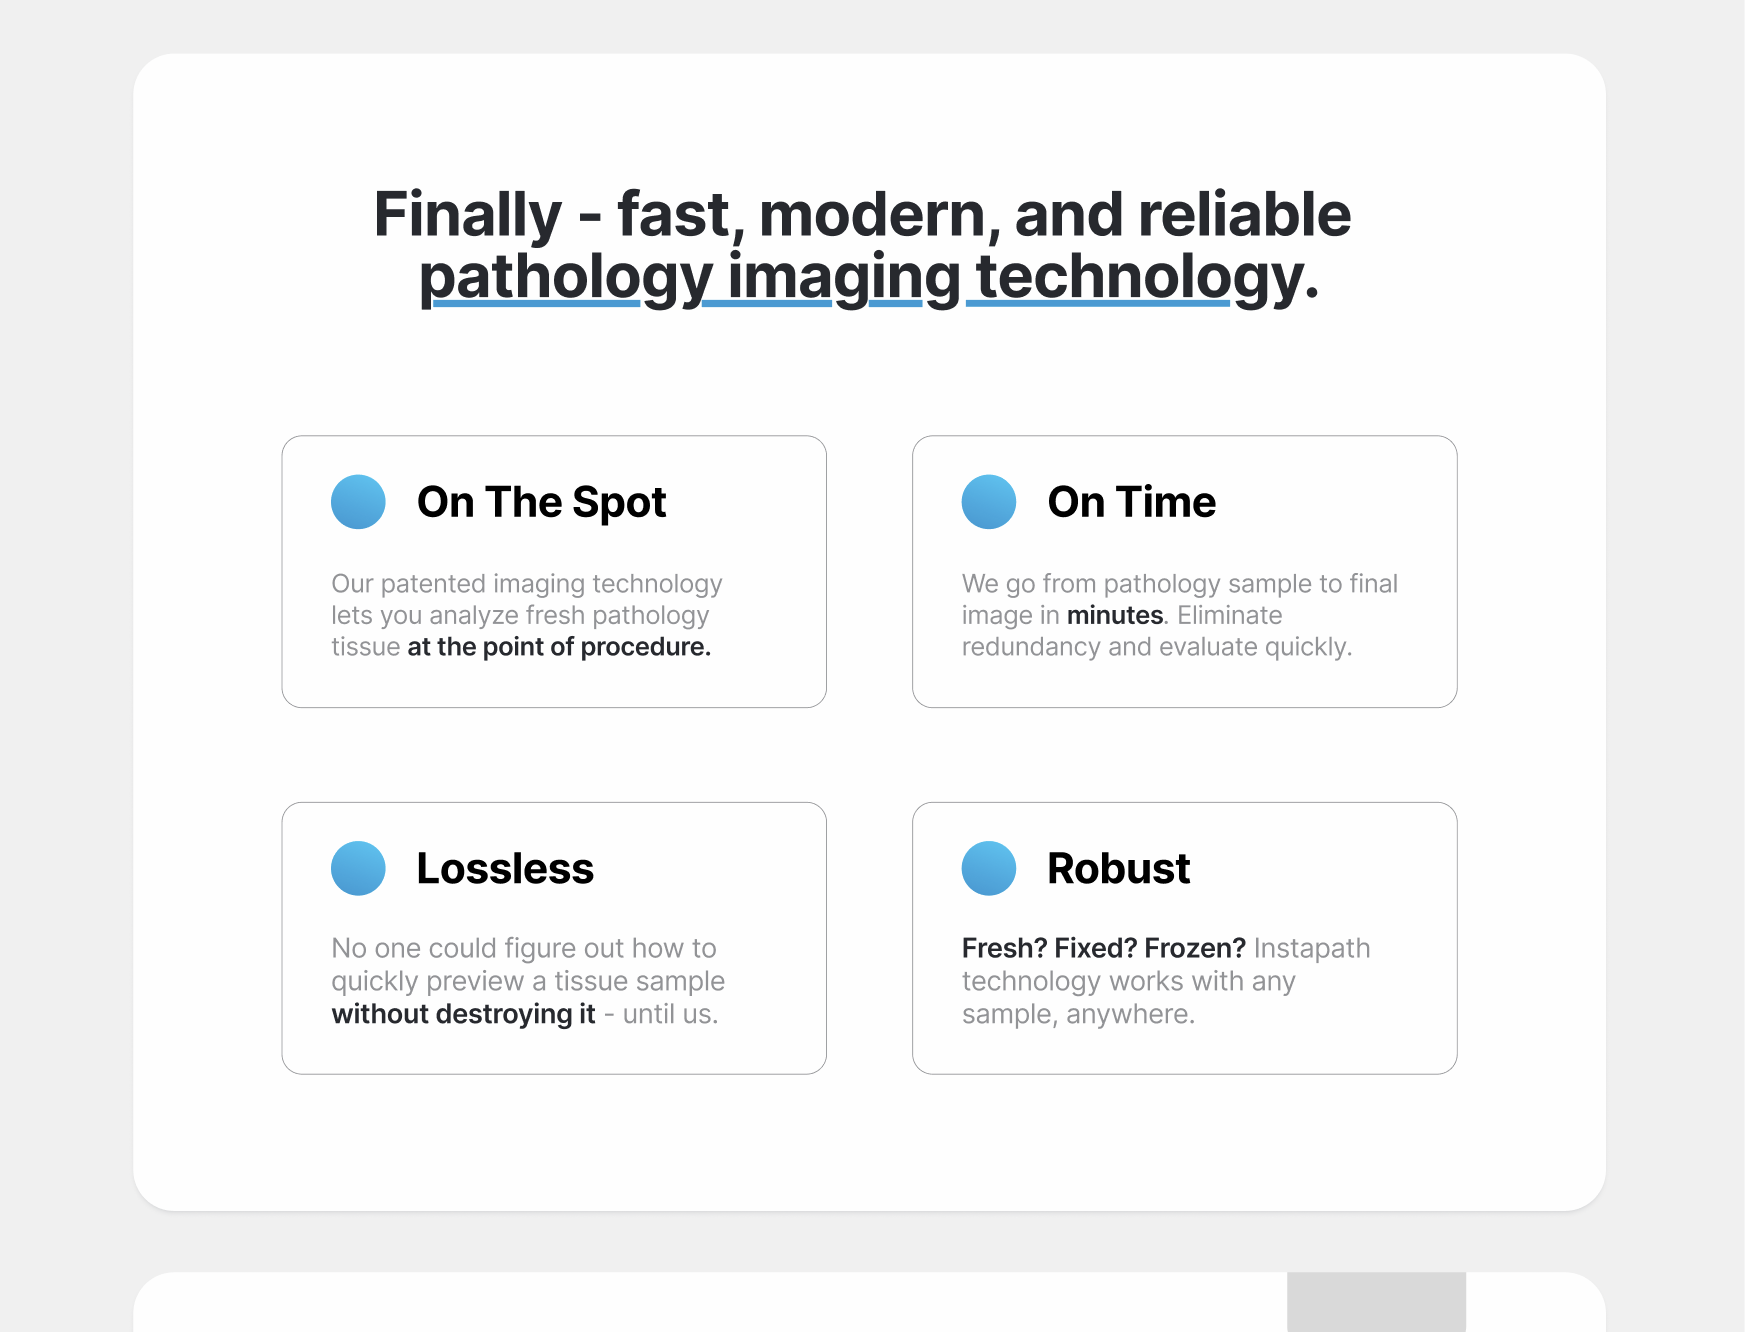 Finally - fast, modern, and reliable
pathology imaging technology.
On The Spot
Our patented imaging technology
lets you analyze fresh pathology
tissue at the point of procedure.
On Time
We go from pathology sample to final
image in minutes. Eliminate
redundancy and evaluate quickly.
Lossless
No one could figure out how to
quickly preview a tissue sample
without destroying it - until us.
Robust
Fresh? Fixed? Frozen? Instapath
technology works with any
sample, anywhere.